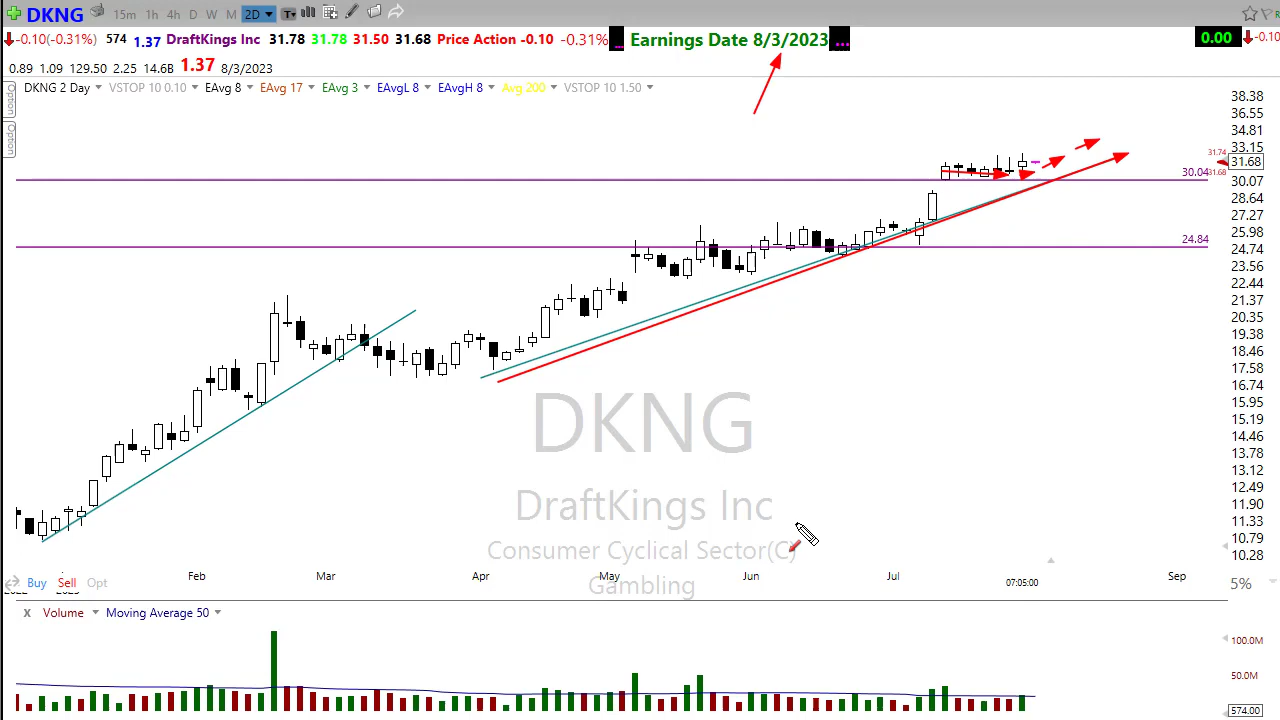 DKNG 15m 1h 4h D W M 2D T
-0.10(-0.31%) 574 1.37 DraftKings Inc 31.78 31.78 31.50 31.68 Price Action -0.10 -0.31% ... Earnings Date 8/3/2023 ... 0.00 -0.10
0.89 1.09 129.50 2.25 14.6B 1.37 8/3/2023
DKNG 2 Day VSTOP 10 0.10 EAvg 8 EAvg 17 EAvg 3 EAvgL 8 EAvgH 8 Avg 200 VSTOP 10 1.50
Option
Option
38.38
36.55
34.81
33.15
31.74
31.68
30.04
31.68
30.07
28.64
27.27
25.98
24.84
24.74
23.56
22.44
21.37
20.35
19.38
18.46
17.58
16.74
15.95
15.19
14.46
13.78
13.12
12.49
11.90
11.33
10.79
10.28
DKNG
DraftKings Inc
Consumer Cyclical Sector(C)
Gambling
Feb Mar Apr May Jun Jul 07:05:00 Sep
Buy Sell Opt 5%
X Volume Moving Average 50
100.0M
50.0M
574.00